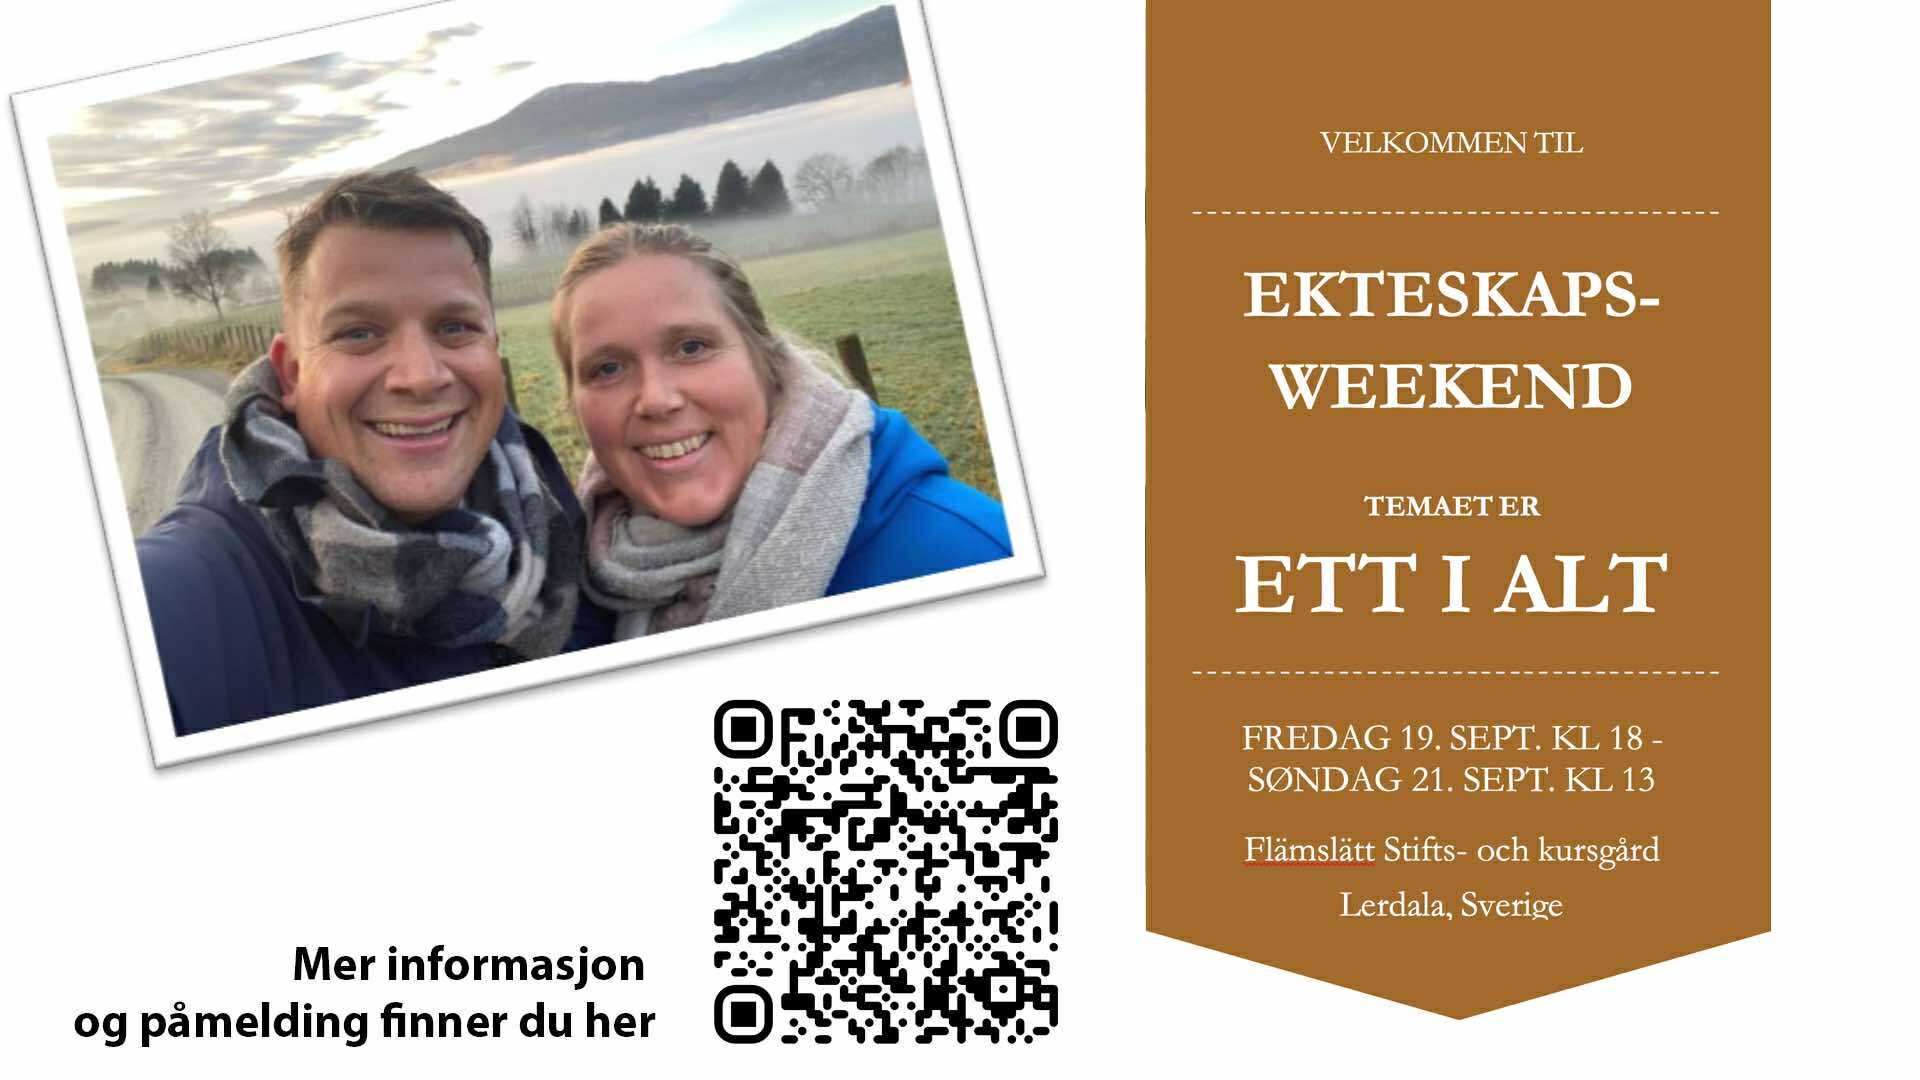 VELKOMMEN TIL
EKTESKAPS-
WEEKEND
TEMAET ER
ETT I ALT
FREDAG 19. SEPT. KL 18 -
SØNDAG 21. SEPT. KL 13
Flämslätt Stifts- och kursgård
Lerdala, Sverige
Mer informasjon
og påmelding finner du her